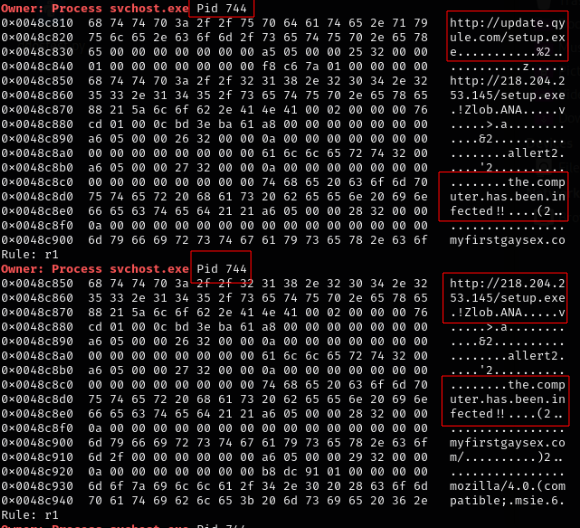 Owner: Process svchost.exe Pid 744
0x0048c810 68 74 74 70 3a 2f 2f 75 70 64 61 74 65 2e 71 79 http://update.qy
0x0048c820 75 6c 65 2e 63 6f 6d 2f 73 65 74 75 70 2e 65 78 ule.com/setup.ex
0x0048c830 65 00 00 00 00 00 00 00 a5 05 00 00 25 32 00 00 e...........%2..
0x0048c840 01 00 00 00 00 00 00 00 f8 c6 7a 01 00 00 00 00 ..........z.....
0x0048c850 68 74 74 70 3a 2f 2f 32 31 38 2e 32 30 34 2e 32 http://218.204.2
0x0048c860 35 33 2e 31 34 35 2f 73 65 74 75 70 2e 65 78 65 53.145/setup.exe
0x0048c870 88 21 5a 6c 6f 62 2e 41 4e 41 00 02 00 00 00 76 .!Zlob.ANA.....v
0x0048c880 cd 01 00 0c bd 3e ba 61 a8 00 00 00 00 00 00 00 .....>.a........
0x0048c890 a6 05 00 00 26 32 00 00 0a 00 00 00 00 00 00 00 ....&2..........
0x0048c8a0 00 00 00 00 00 00 00 00 61 6c 6c 65 72 74 32 00 ........allert2.
0x0048c8b0 a6 05 00 00 27 32 00 00 0a 00 00 00 00 00 00 00 ....'2..........
0x0048c8c0 00 00 00 00 00 00 00 00 74 68 65 20 63 6f 6d 70 ........the.comp
0x0048c8d0 75 74 65 72 20 68 61 73 20 62 65 65 6e 20 69 6e uter.has.been.in
0x0048c8e0 66 65 63 74 65 64 21 21 a6 05 00 00 28 32 00 00 fected!!....(2..
0x0048c8f0 0a 00 00 00 00 00 00 00 00 00 00 00 00 00 00 00 ................
0x0048c900 6d 79 66 69 72 73 74 67 61 79 73 65 78 2e 63 6f myfirstgaysex.co
Rule: r1
Owner: Process svchost.exe Pid 744
0x0048c850 68 74 74 70 3a 2f 2f 32 31 38 2e 32 30 34 2e 32 http://218.204.2
0x0048c860 35 33 2e 31 34 35 2f 73 65 74 75 70 2e 65 78 65 53.145/setup.exe
0x0048c870 88 21 5a 6c 6f 62 2e 41 4e 41 00 02 00 00 00 76 .!Zlob.ANA.....v
0x0048c880 cd 01 00 0c bd 3e ba 61 a8 00 00 00 00 00 00 00 .....>.a........
0x0048c890 a6 05 00 00 26 32 00 00 0a 00 00 00 00 00 00 00 ....&2..........
0x0048c8a0 00 00 00 00 00 00 00 00 61 6c 6c 65 72 74 32 00 ........allert2.
0x0048c8b0 a6 05 00 00 27 32 00 00 0a 00 00 00 00 00 00 00 ....'2..........
0x0048c8c0 00 00 00 00 00 00 00 00 74 68 65 20 63 6f 6d 70 ........the.comp
0x0048c8d0 75 74 65 72 20 68 61 73 20 62 65 65 6e 20 69 6e uter.has.been.in
0x0048c8e0 66 65 63 74 65 64 21 21 a6 05 00 00 28 32 00 00 fected!!....(2..
0x0048c8f0 0a 00 00 00 00 00 00 00 00 00 00 00 00 00 00 00 ................
0x0048c900 6d 79 66 69 72 73 74 67 61 79 73 65 78 2e 63 6f myfirstgaysex.co
0x0048c910 6d 2f 00 00 00 00 00 00 a6 05 00 00 29 32 00 00 m/..........)2..
0x0048c920 0a 00 00 00 00 00 00 00 b8 dc 91 01 00 00 00 00 ................
0x0048c930 6d 6f 7a 69 6c 6c 61 2f 34 2e 30 20 28 63 6f 6d mozilla/4.0.(com
0x0048c940 70 61 74 69 62 6c 65 3b 20 6d 73 69 65 20 36 2e patible;.msie.6.
Rule: r1
Owner: Process svchost.exe Pid 744